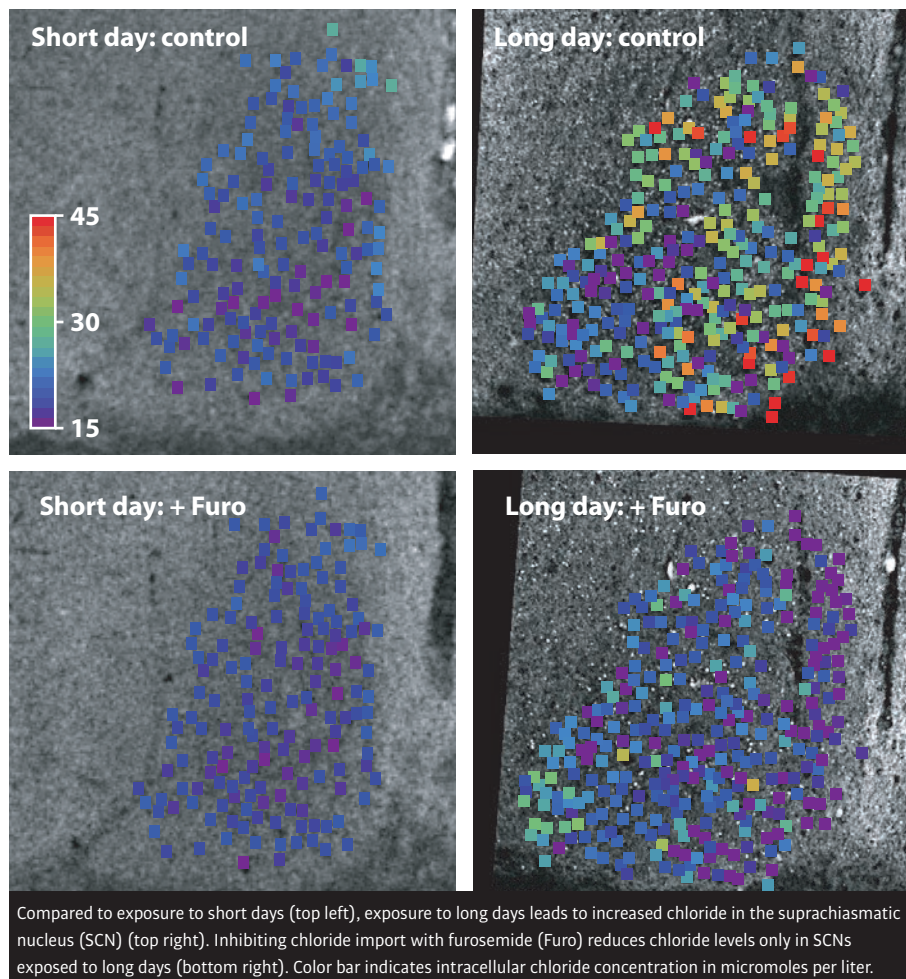 Short day: control
Long day: control
45
30
15
Short day: + Furo
Long day: + Furo
Compared to exposure to short days (top left), exposure to long days leads to increased chloride in the suprachiasmatic
nucleus (SCN) (top right). Inhibiting chloride import with furosemide (Furo) reduces chloride levels only in SCNs
exposed to long days (bottom right). Color bar indicates intracellular chloride concentration in micromoles per liter.